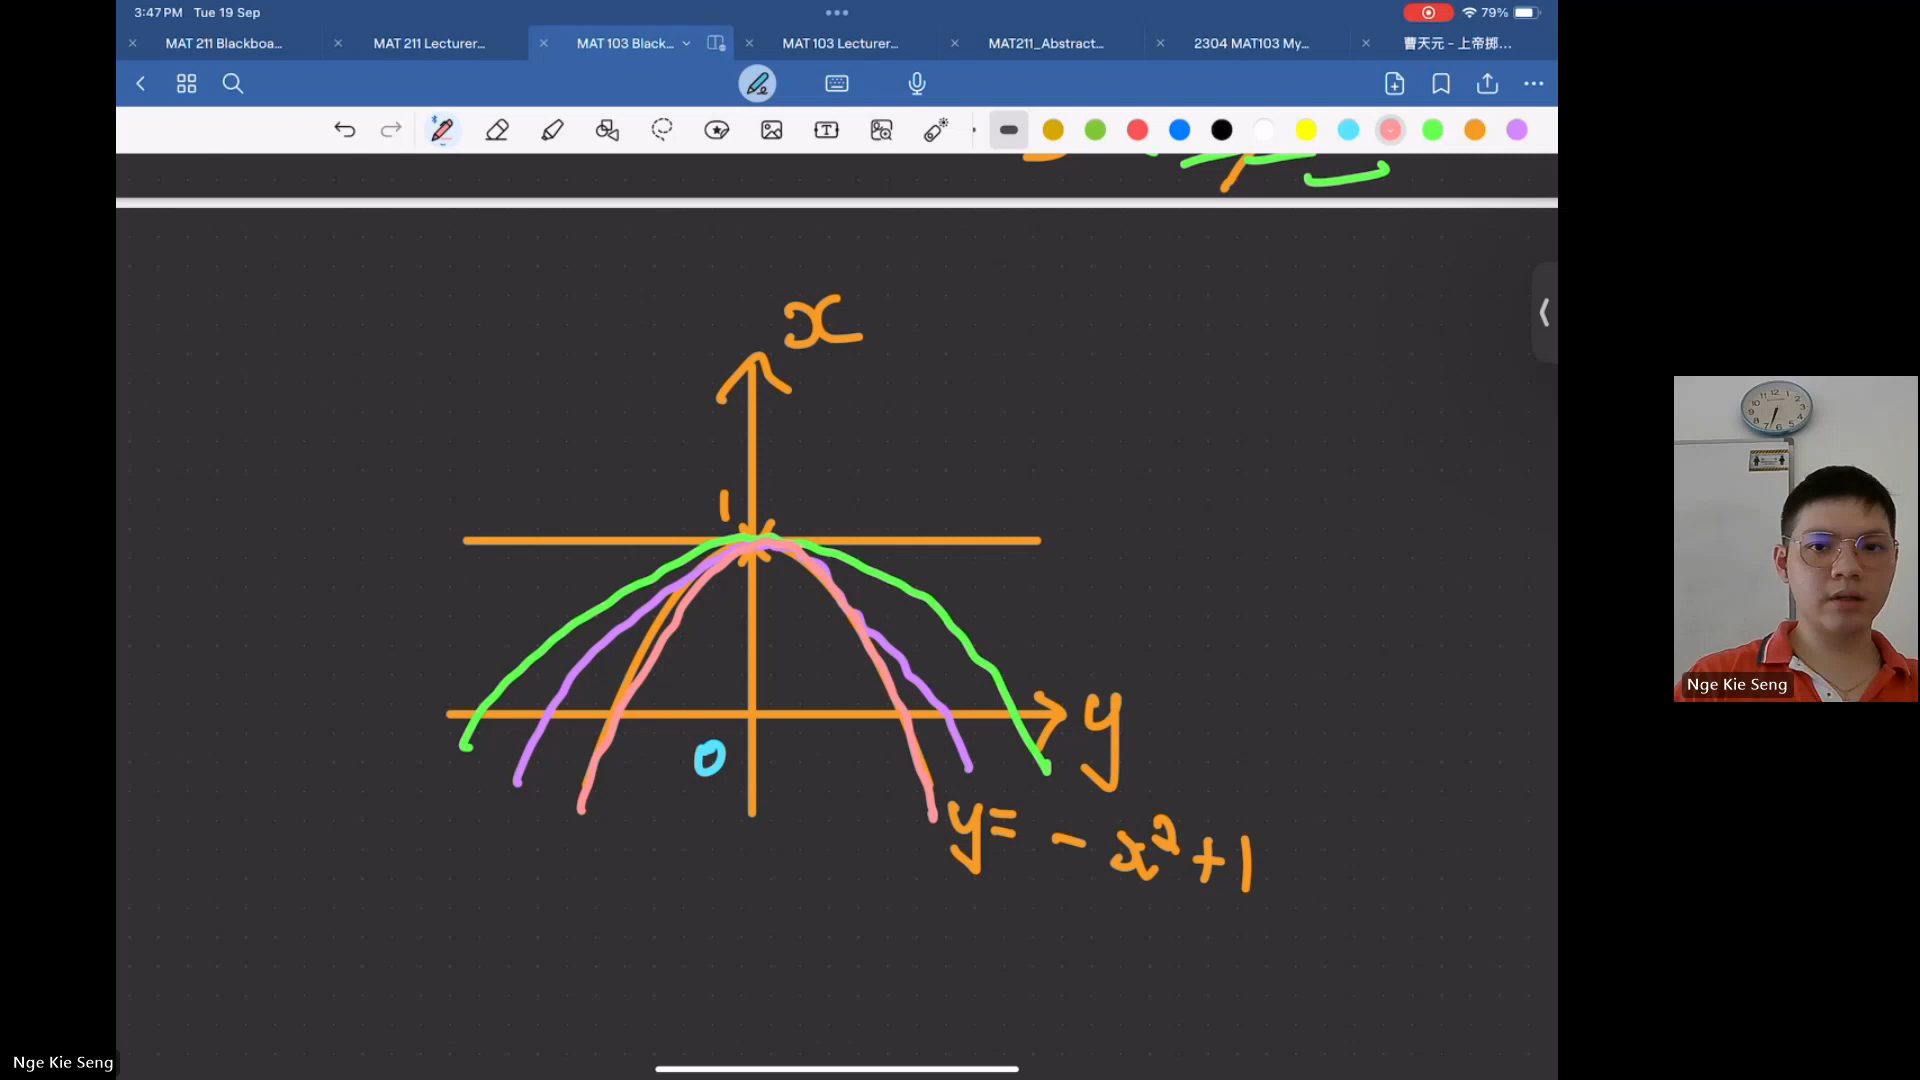 3:47 PM Tue 19 Sep
79%
MAT 211 Blackboa...
MAT 211 Lecturer...
MAT 103 Black...
MAT 103 Lecturer...
MAT211_Abstract...
2304 MAT103 My...
曹天元 - 上帝掷...
x
1
0
y
y = - x² + 1
Nge Kie Seng
Nge Kie Seng